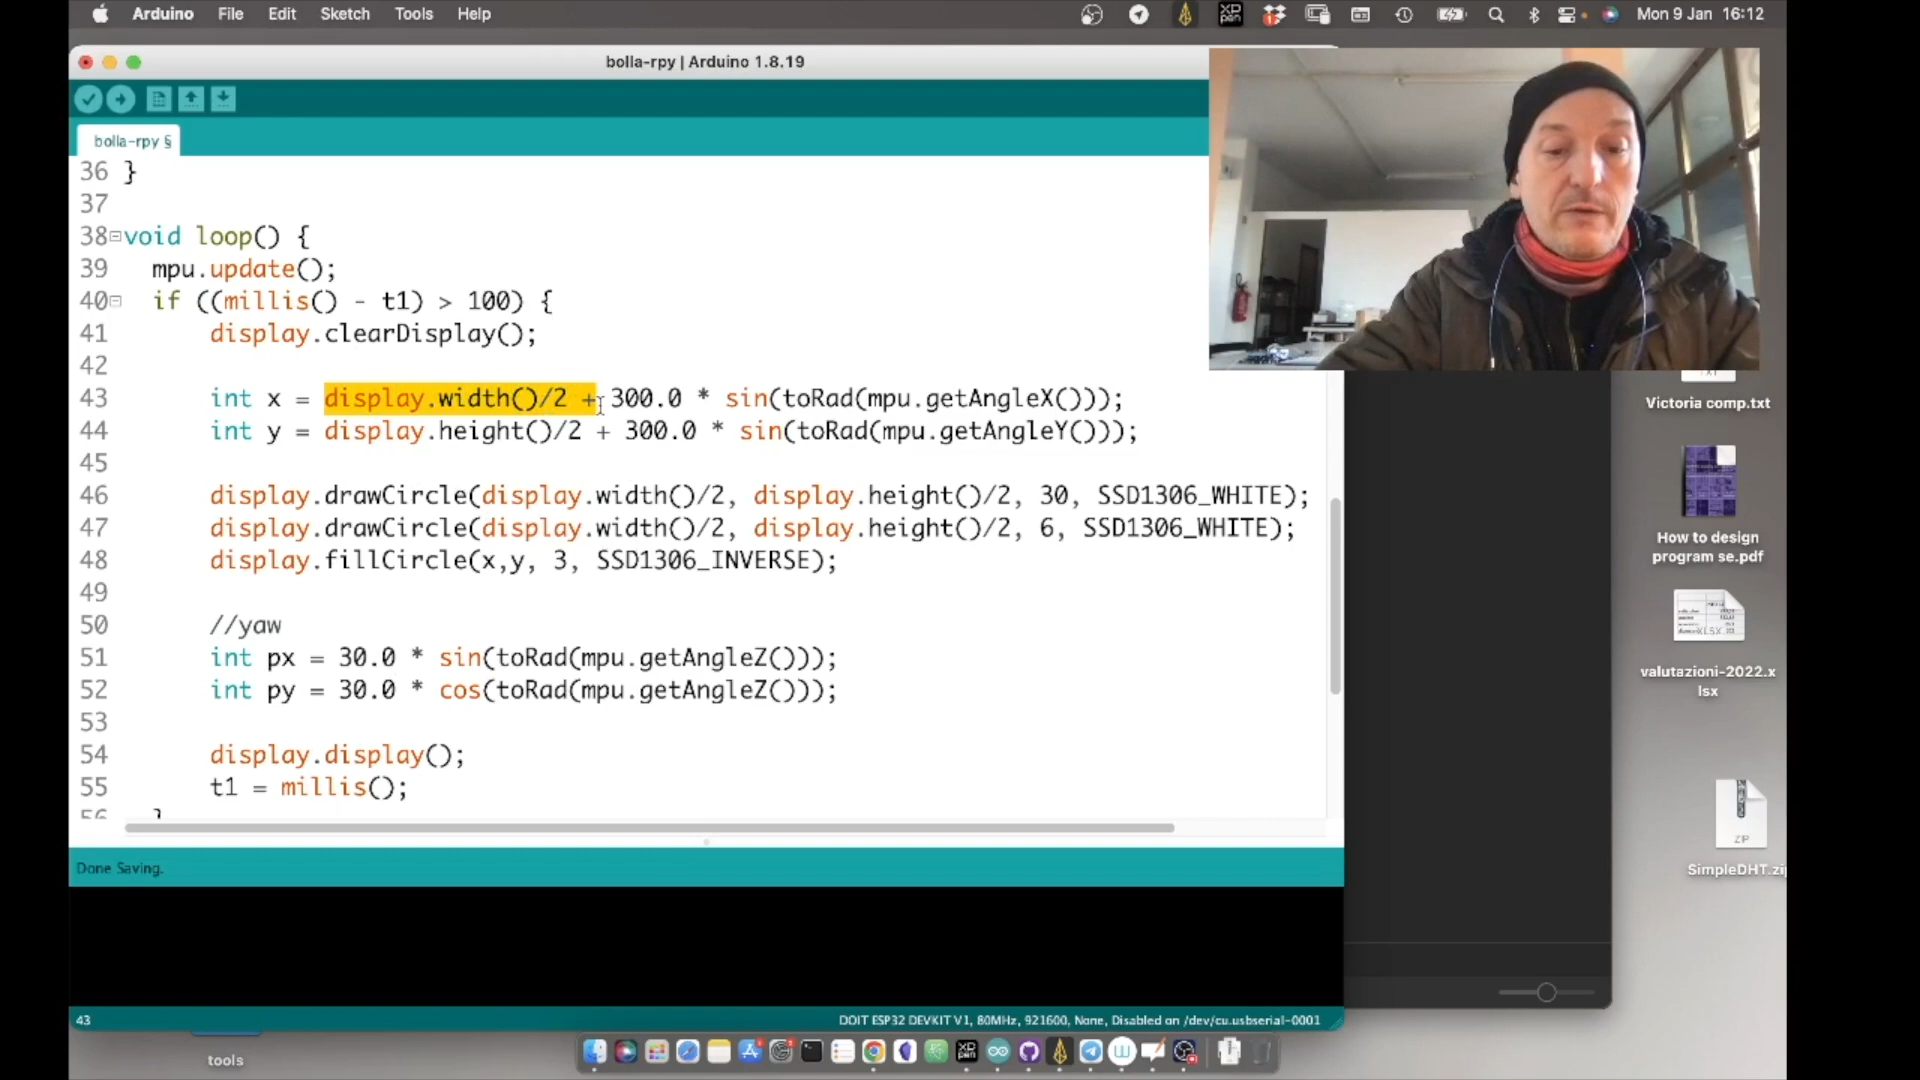 Arduino File Edit Sketch Tools Help
Mon 9 Jan 16:12
bolla-rpy | Arduino 1.8.19
bolla-rpy §
36 }
37
38 void loop() {
39 mpu.update();
40 if ((millis() - t1) > 100) {
41 display.clearDisplay();
42
43 int x = display.width()/2 + 300.0 * sin(toRad(mpu.getAngleX()));
44 int y = display.height()/2 + 300.0 * sin(toRad(mpu.getAngleY()));
45
46 display.drawCircle(display.width()/2, display.height()/2, 30, SSD1306_WHITE);
47 display.drawCircle(display.width()/2, display.height()/2, 6, SSD1306_WHITE);
48 display.fillCircle(x,y, 3, SSD1306_INVERSE);
49
50 //yaw
51 int px = 30.0 * sin(toRad(mpu.getAngleZ()));
52 int py = 30.0 * cos(toRad(mpu.getAngleZ()));
53
54 display.display();
55 t1 = millis();
56 }
Done Saving.
43
DOIT ESP32 DEVKIT V1, 80MHz, 921600, None, Disabled on /dev/cu.usbserial-0001
tools
Victoria comp.txt
How to design
program se.pdf
XLSX
valutazioni-2022.x
lsx
ZIP
SimpleDHT.zi